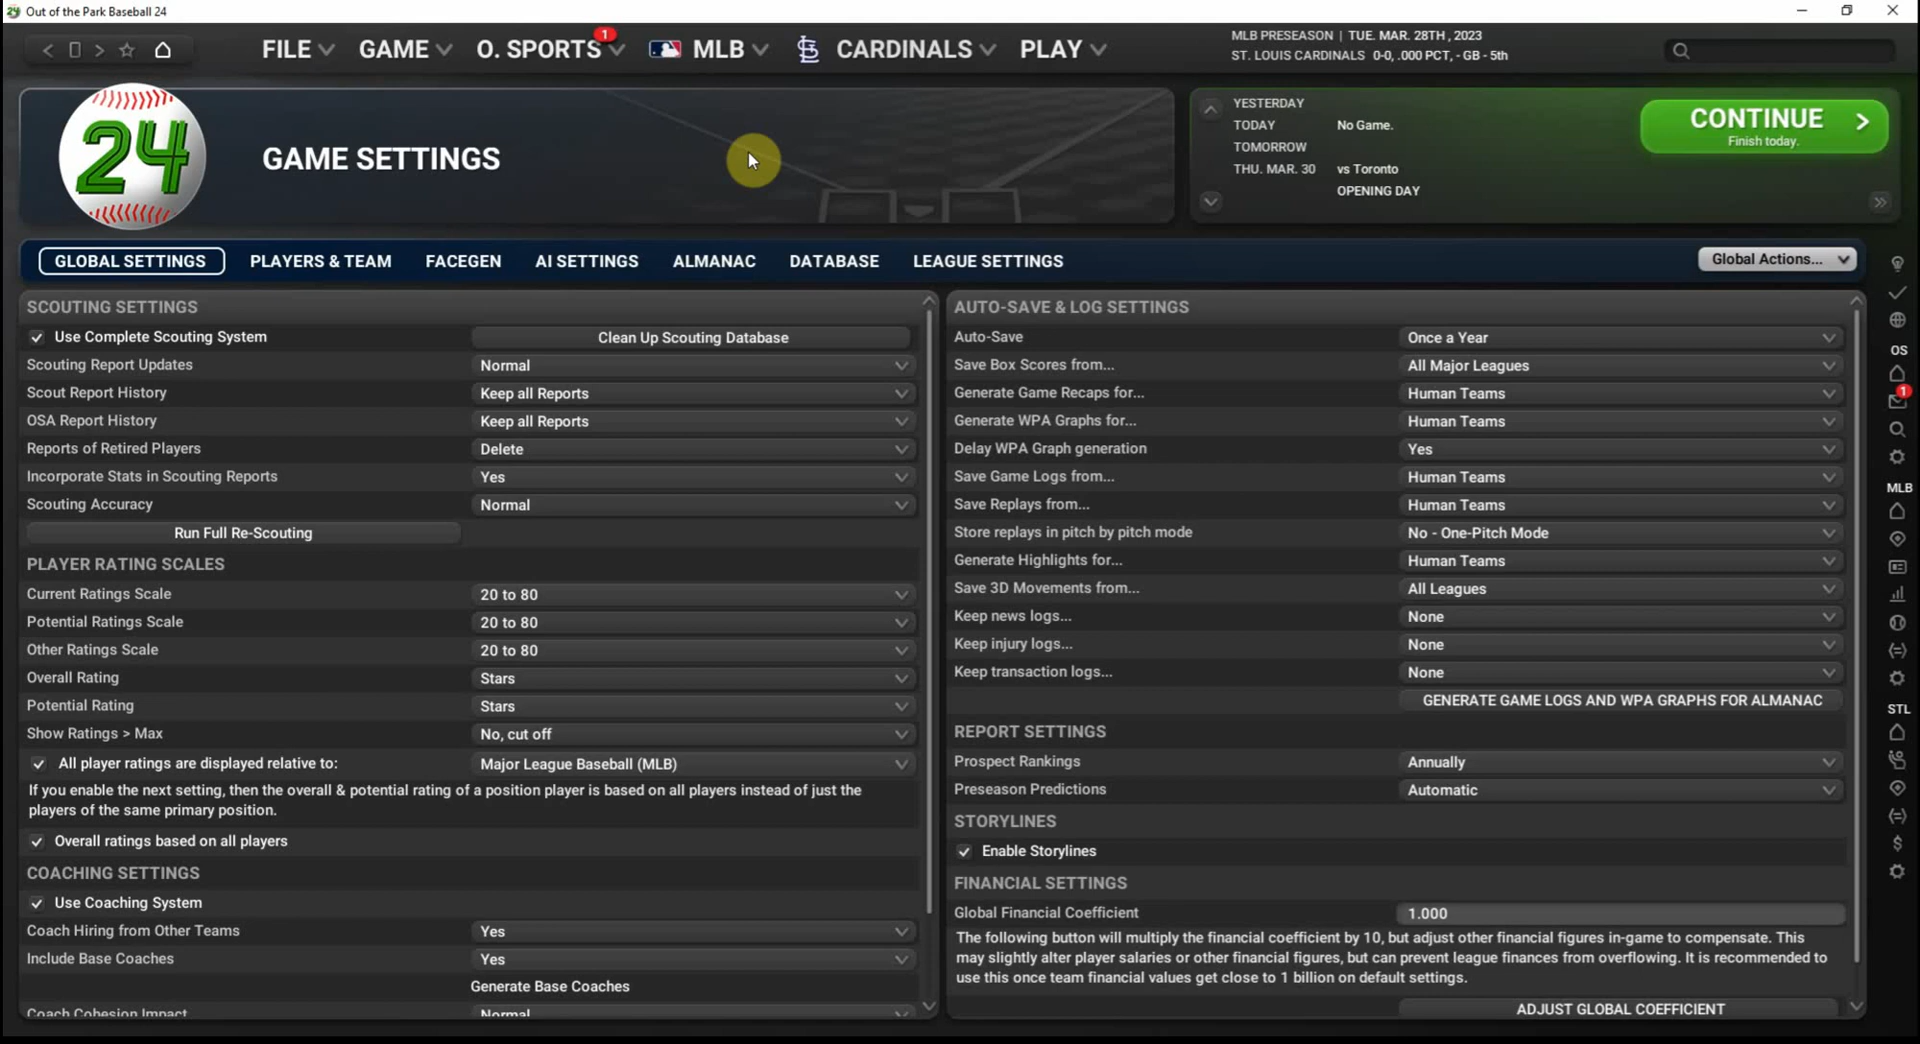 Out of the Park Baseball 24
FILE GAME O. SPORTS 1 MLB CARDINALS PLAY
MLB PRESEASON | TUE. MAR. 28TH , 2023
ST. LOUIS CARDINALS 0-0, .000 PCT, - GB - 5th
24
GAME SETTINGS
YESTERDAY
TODAY No Game.
TOMORROW
THU. MAR. 30 vs Toronto
OPENING DAY
CONTINUE
Finish today.
GLOBAL SETTINGS PLAYERS & TEAM FACEGEN AI SETTINGS ALMANAC DATABASE LEAGUE SETTINGS
Global Actions...
SCOUTING SETTINGS
Use Complete Scouting System Clean Up Scouting Database
Scouting Report Updates Normal
Scout Report History Keep all Reports
OSA Report History Keep all Reports
Reports of Retired Players Delete
Incorporate Stats in Scouting Reports Yes
Scouting Accuracy Normal
Run Full Re-Scouting
PLAYER RATING SCALES
Current Ratings Scale 20 to 80
Potential Ratings Scale 20 to 80
Other Ratings Scale 20 to 80
Overall Rating Stars
Potential Rating Stars
Show Ratings > Max No, cut off
All player ratings are displayed relative to: Major League Baseball (MLB)
If you enable the next setting, then the overall & potential rating of a position player is based on all players instead of just the
players of the same primary position.
Overall ratings based on all players
COACHING SETTINGS
Use Coaching System
Coach Hiring from Other Teams Yes
Include Base Coaches Yes
Generate Base Coaches
Coach Cohesion Impact Normal
AUTO-SAVE & LOG SETTINGS
Auto-Save Once a Year
Save Box Scores from... All Major Leagues
Generate Game Recaps for... Human Teams
Generate WPA Graphs for... Human Teams
Delay WPA Graph generation Yes
Save Game Logs from... Human Teams
Save Replays from... Human Teams
Store replays in pitch by pitch mode No - One-Pitch Mode
Generate Highlights for... Human Teams
Save 3D Movements from... All Leagues
Keep news logs... None
Keep injury logs... None
Keep transaction logs... None
GENERATE GAME LOGS AND WPA GRAPHS FOR ALMANAC
REPORT SETTINGS
Prospect Rankings Annually
Preseason Predictions Automatic
STORYLINES
Enable Storylines
FINANCIAL SETTINGS
Global Financial Coefficient 1.000
The following button will multiply the financial coefficient by 10, but adjust other financial figures in-game to compensate. This
may slightly alter player salaries or other financial figures, but can prevent league finances from overflowing. It is recommended to
use this once team financial values get close to 1 billion on default settings.
ADJUST GLOBAL COEFFICIENT
OS
1
MLB
STL